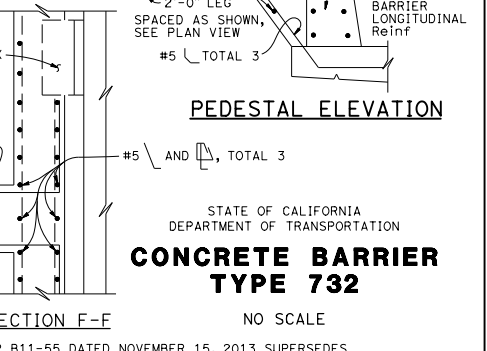 2'-0" LEG
SPACED AS SHOWN,
SEE PLAN VIEW
#5 TOTAL 3
BARRIER
LONGITUDINAL
Reinf
PEDESTAL ELEVATION
#5 AND , TOTAL 3
STATE OF CALIFORNIA
DEPARTMENT OF TRANSPORTATION
CONCRETE BARRIER
TYPE 732
NO SCALE
ECTION F-F
B11-55 DATED NOVEMBER 15, 2013 SUPERSEDES